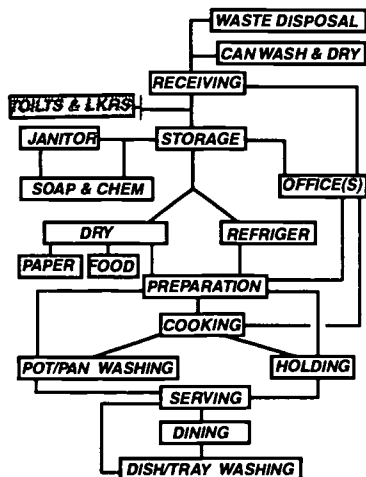 WASTE DISPOSAL
CAN WASH & DRY
RECEIVING
TOILTS & LKRS
JANITOR
STORAGE
SOAP & CHEM
OFFICE(S)
DRY
REFRIGER
PAPER
FOOD
PREPARATION
COOKING
POT/PAN WASHING
HOLDING
SERVING
DINING
DISH/TRAY WASHING